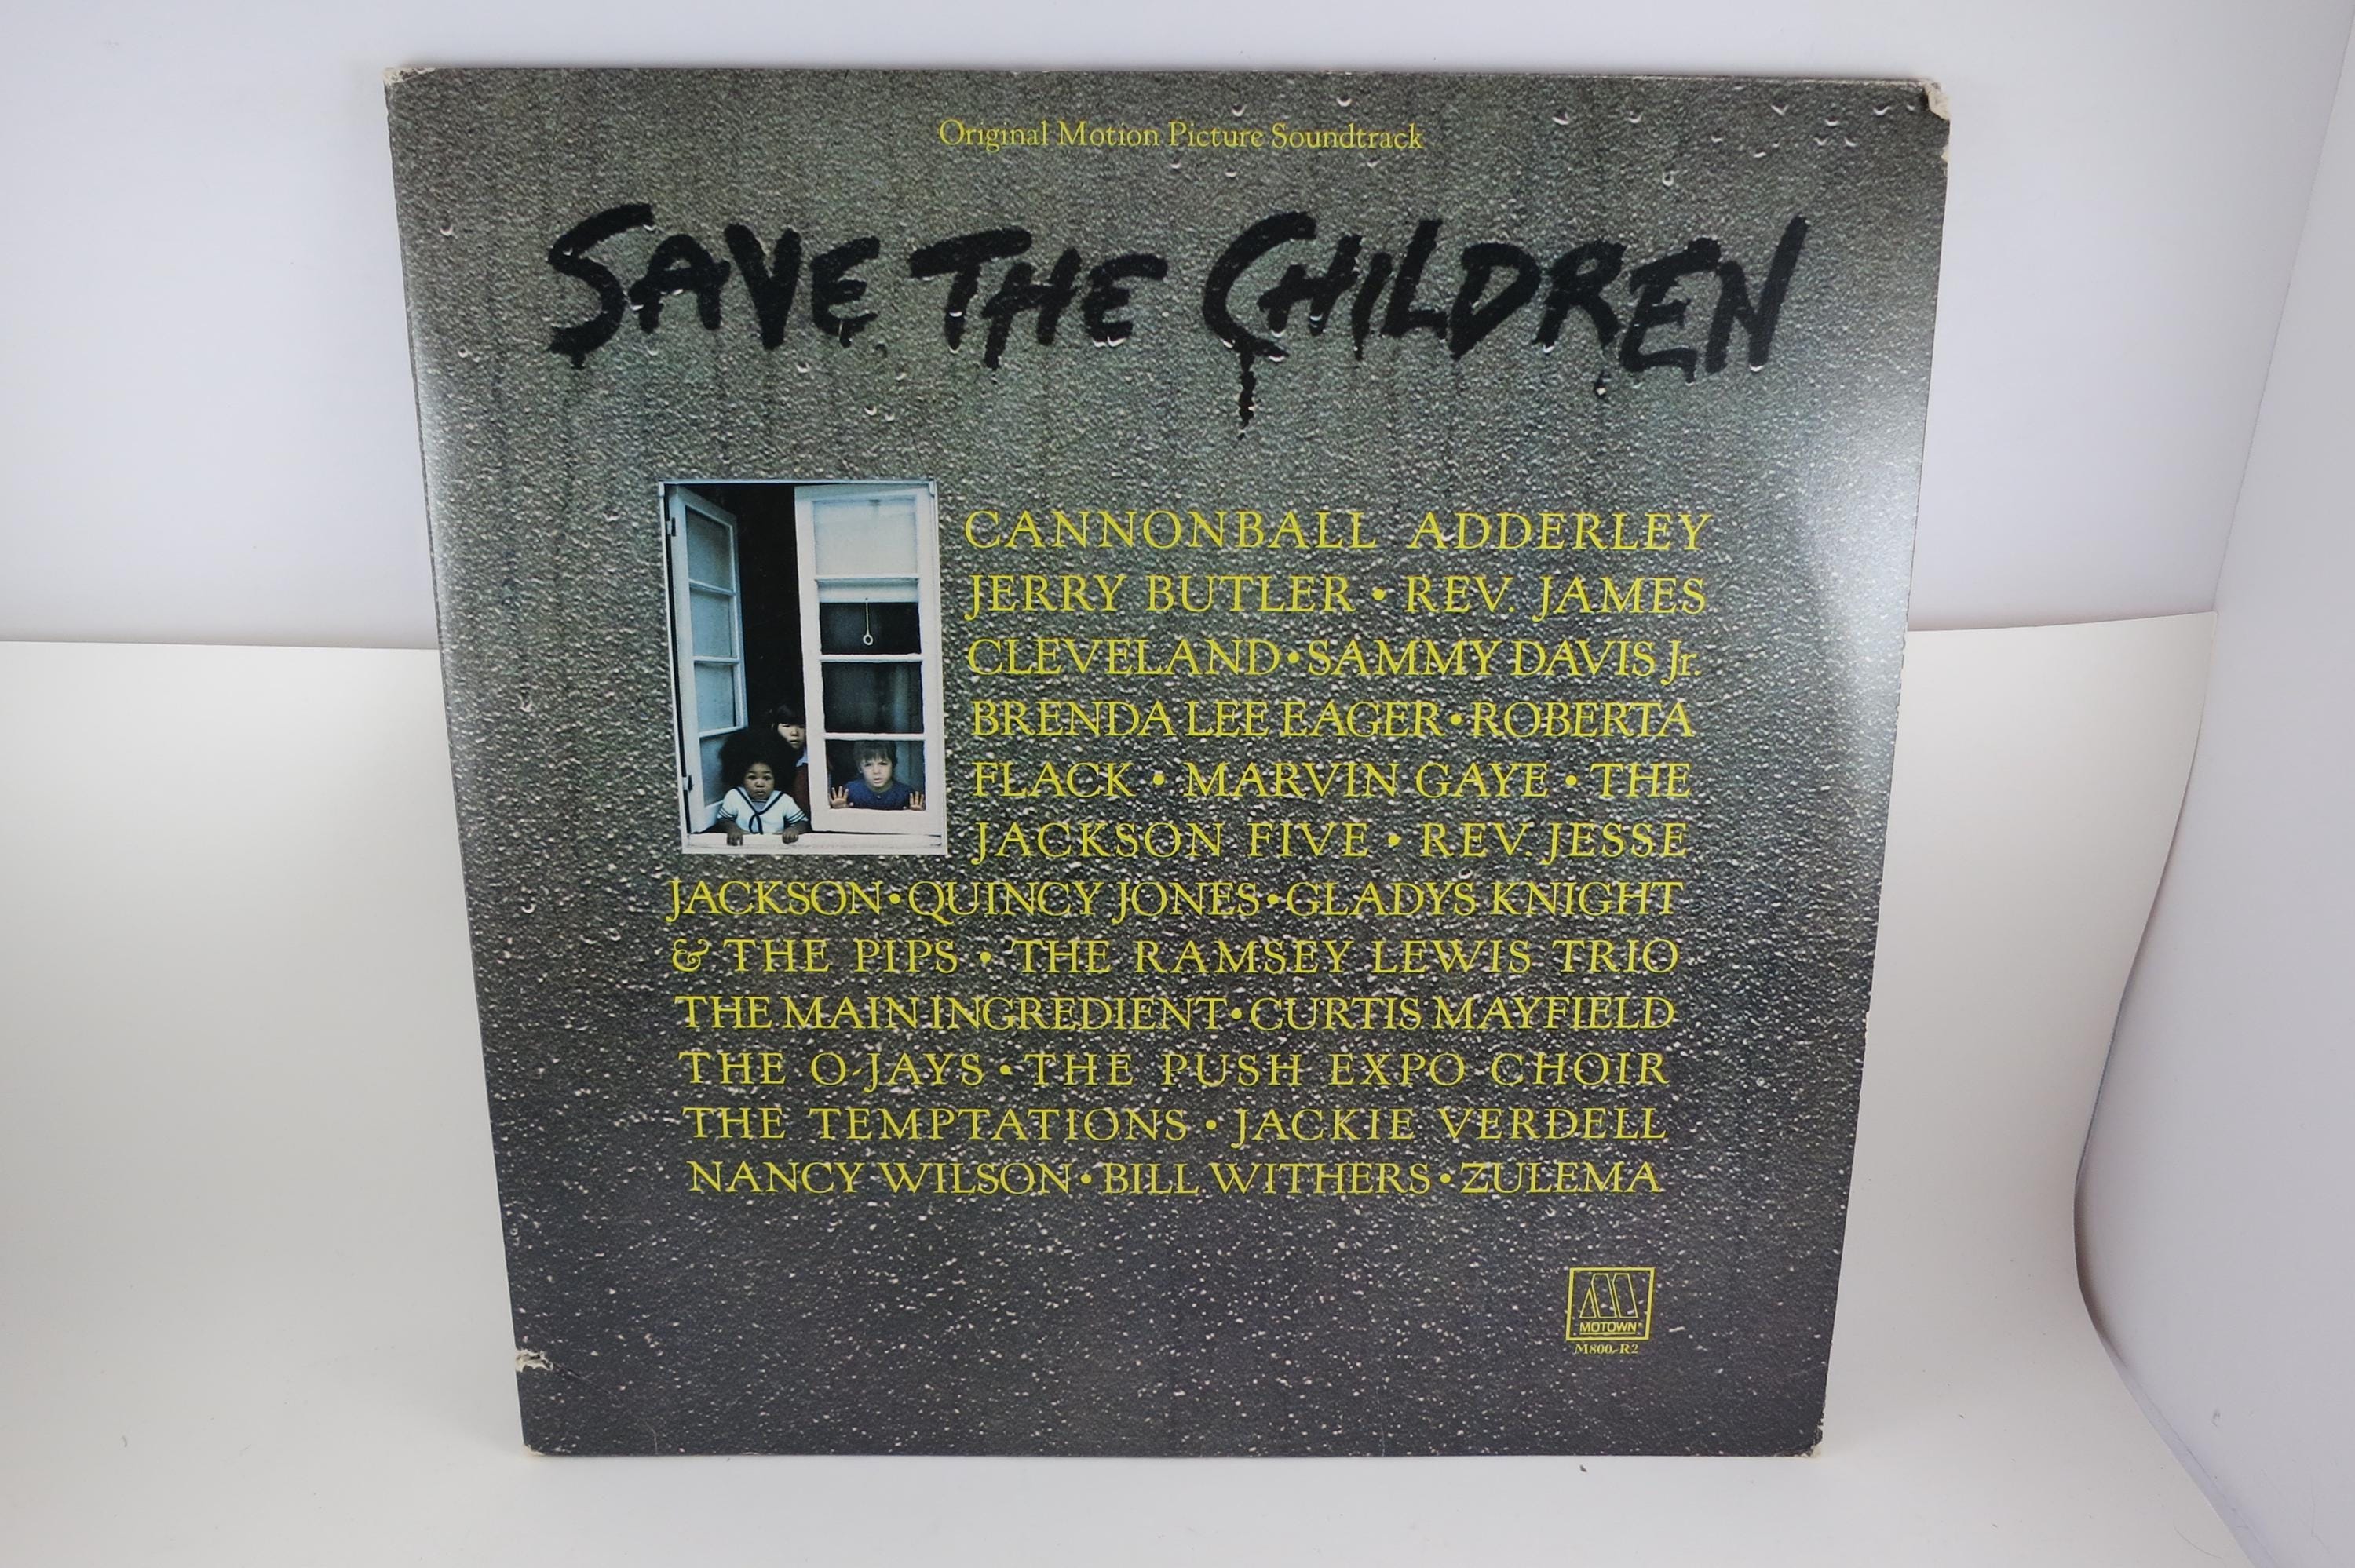 Original Motion Picture Soundtrack
SAVE THE CHILDREN
CANNONBALL ADDERLEY
JERRY BUTLER • REV. JAMES
CLEVELAND • SAMMY DAVIS Jr.
BRENDA LEE EAGER • ROBERTA
FLACK • MARVIN GAYE • THE
JACKSON FIVE • REV. JESSE
JACKSON • QUINCY JONES • GLADYS KNIGHT
& THE PIPS • THE RAMSEY LEWIS TRIO
THE MAIN INGREDIENT • CURTIS MAYFIELD
THE O-JAYS • THE PUSH EXPO CHOIR
THE TEMPTATIONS • JACKIE VERDELL
NANCY WILSON • BILL WITHERS • ZULEMA
MOTOWN
M800-R2